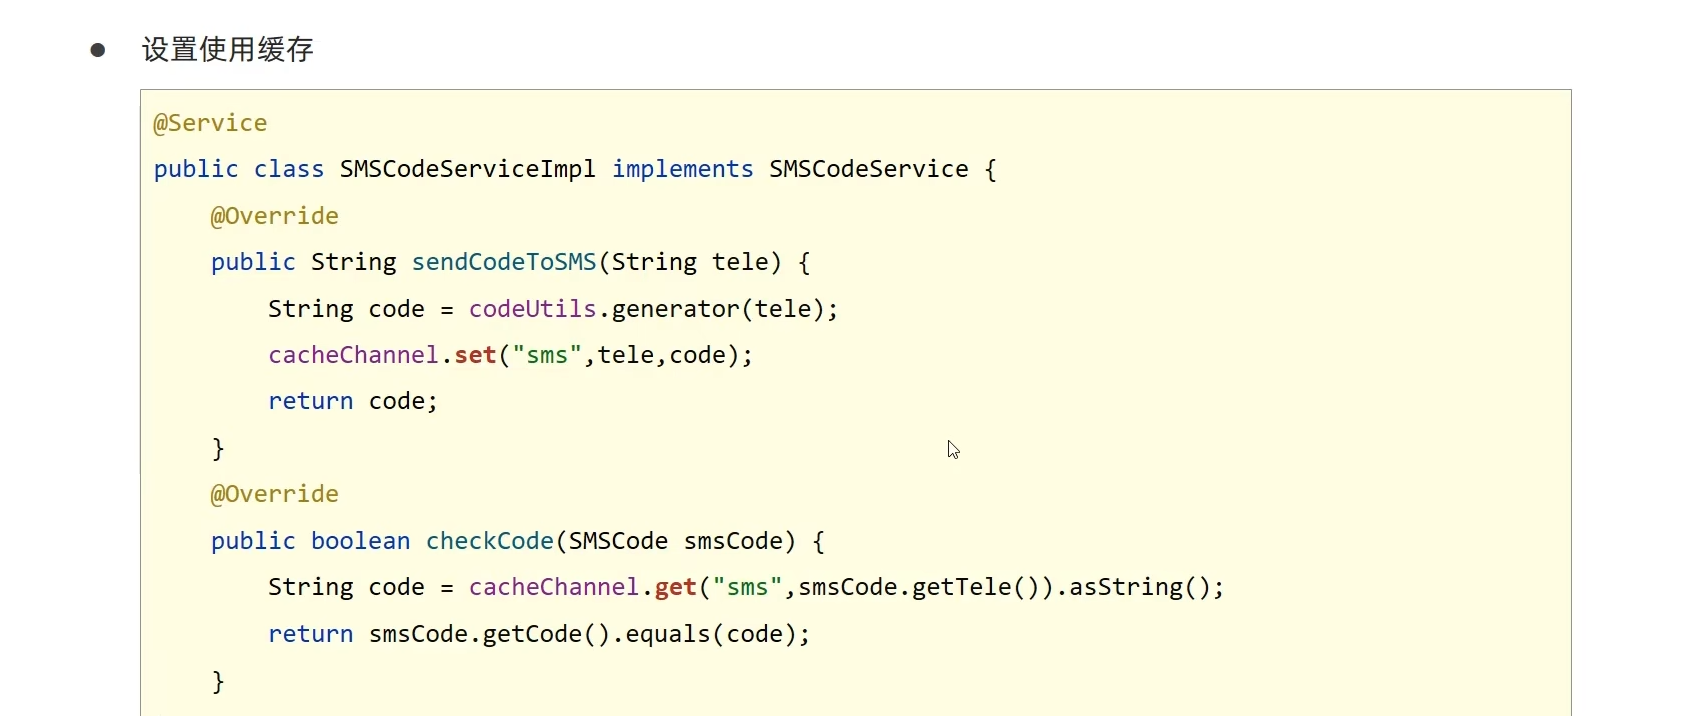 ● 设置使用缓存
@Service
public class SMSCodeServiceImpl implements SMSCodeService {
    @Override
    public String sendCodeToSMS(String tele) {
        String code = codeUtils.generator(tele);
        cacheChannel.set("sms",tele,code);
        return code;
    }
    @Override
    public boolean checkCode(SMSCode smsCode) {
        String code = cacheChannel.get("sms",smsCode.getTele()).asString();
        return smsCode.getCode().equals(code);
    }